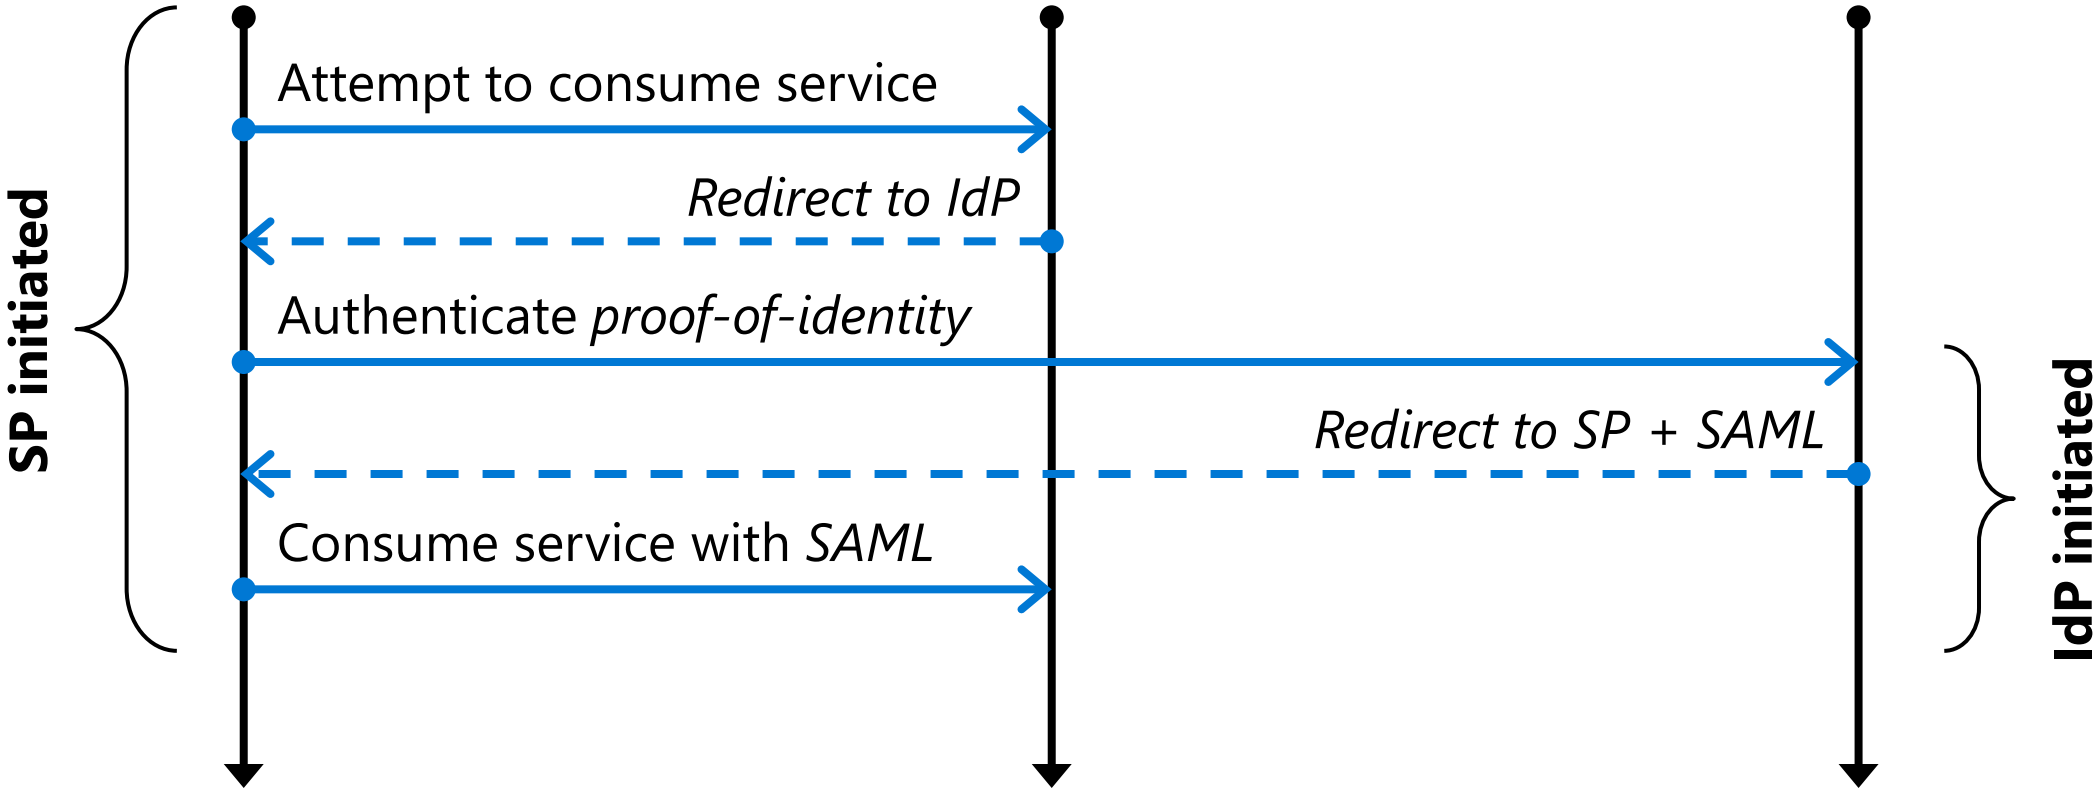 SP initiated
Attempt to consume service
Redirect to IdP
Authenticate proof-of-identity
Redirect to SP + SAML
Consume service with SAML
IdP initiated